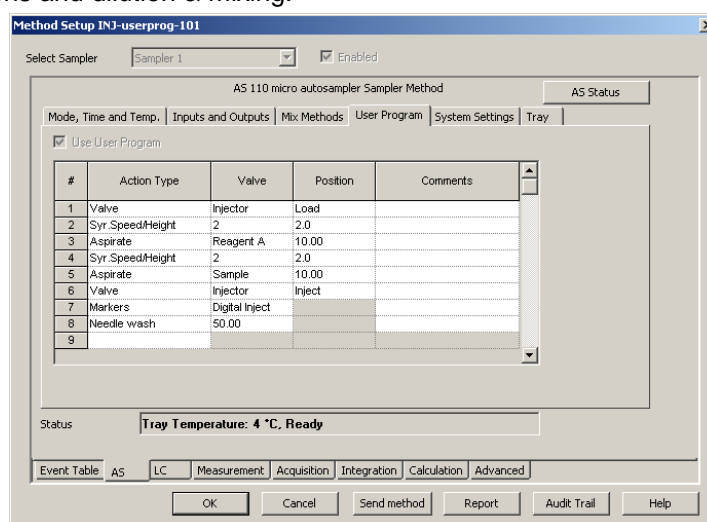 ns and dilution & mixing.
Method Setup INJ-userprog-101
Select Sampler Sampler 1 Enabled
AS 110 micro autosampler Sampler Method AS Status
Mode, Time and Temp. Inputs and Outputs Mix Methods User Program System Settings Tray
Use User Program
# Action Type Valve Position Comments
1 Valve Injector Load
2 Syr.Speed/Height 2 2.0
3 Aspirate Reagent A 10.00
4 Syr.Speed/Height 2 2.0
5 Aspirate Sample 10.00
6 Valve Injector Inject
7 Markers Digital Inject
8 Needle wash 50.00
9
Status Tray Temperature: 4 °C, Ready
Event Table AS LC Measurement Acquisition Integration Calculation Advanced
OK Cancel Send method Report Audit Trail Help